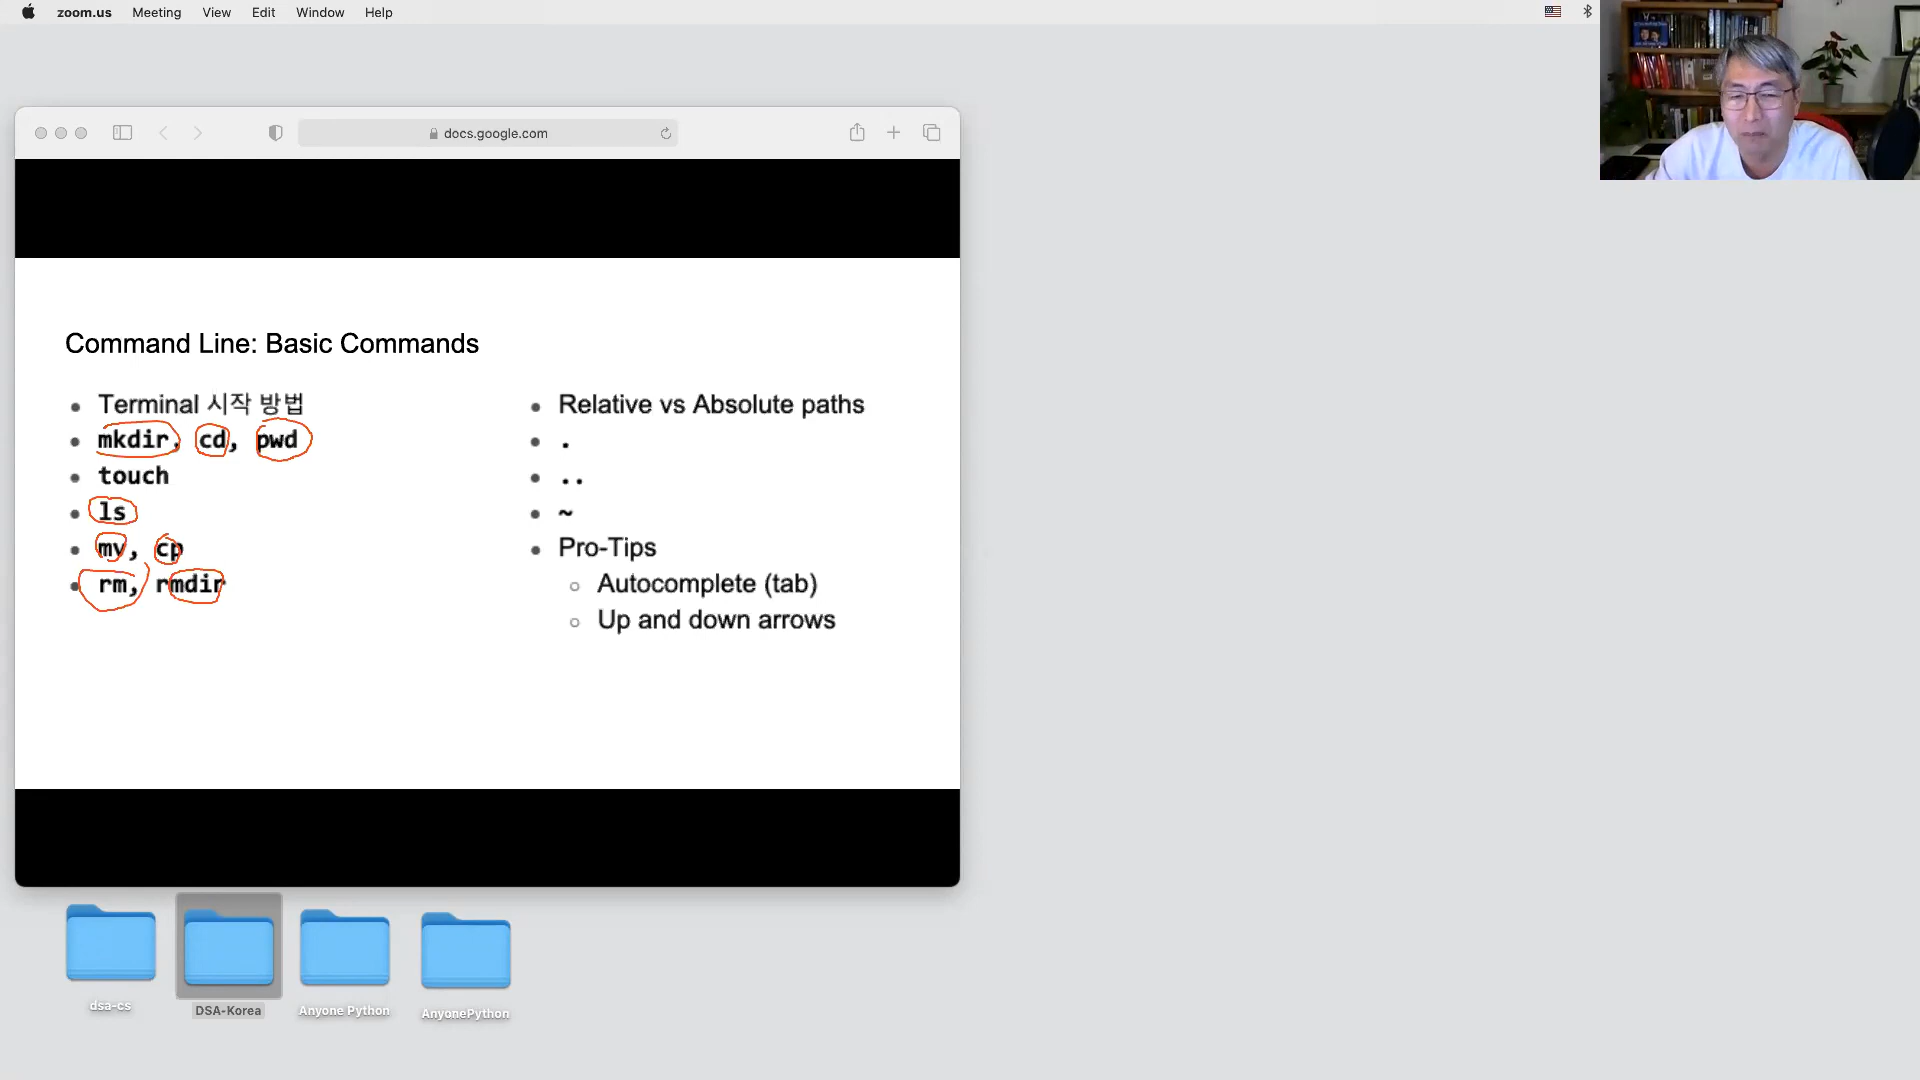 zoom.us Meeting View Edit Window Help
docs.google.com
Command Line: Basic Commands
Terminal 시작 방법
mkdir, cd, pwd
touch
ls
mv, cp
rm, rmdir
Relative vs Absolute paths
.
..
~
Pro-Tips
Autocomplete (tab)
Up and down arrows
dsa-cs
DSA-Korea
Anyone Python
AnyonePython